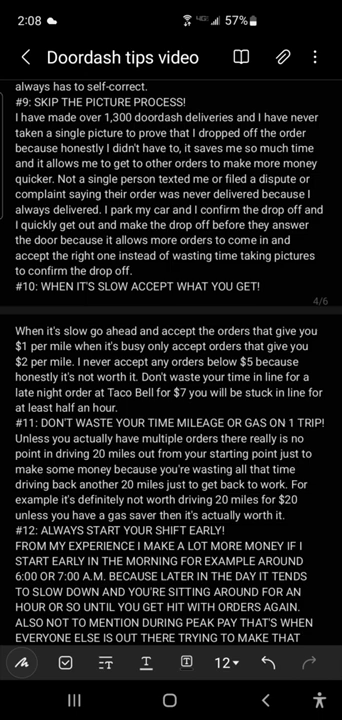 2:08
4G
57%
Doordash tips video
always has to self-correct.
#9: SKIP THE PICTURE PROCESS!
I have made over 1,300 doordash deliveries and I have never
taken a single picture to prove that I dropped off the order
because honestly I didn't have to, it saves me so much time
and it allows me to get to other orders to make more money
quicker. Not a single person texted me or filed a dispute or
complaint saying their order was never delivered because I
always delivered. I park my car and I confirm the drop off and
I quickly get out and make the drop off before they answer
the door because it allows more orders to come in and
accept the right one instead of wasting time taking pictures
to confirm the drop off.
#10: WHEN IT'S SLOW ACCEPT WHAT YOU GET!
4/6
When it's slow go ahead and accept the orders that give you
$1 per mile when it's busy only accept orders that give you
$2 per mile. I never accept any orders below $5 because
honestly it's not worth it. Don't waste your time in line for a
late night order at Taco Bell for $7 you will be stuck in line for
at least half an hour.
#11: DON'T WASTE YOUR TIME MILEAGE OR GAS ON 1 TRIP!
Unless you actually have multiple orders there really is no
point in driving 20 miles out from your starting point just to
make some money because you're wasting all that time
driving back another 20 miles just to get back to work. For
example it's definitely not worth driving 20 miles for $20
unless you have a gas saver then it's actually worth it.
#12: ALWAYS START YOUR SHIFT EARLY!
FROM MY EXPERIENCE I MAKE A LOT MORE MONEY IF I
START EARLY IN THE MORNING FOR EXAMPLE AROUND
6:00 OR 7:00 A.M. BECAUSE LATER IN THE DAY IT TENDS
TO SLOW DOWN AND YOU'RE SITTING AROUND FOR AN
HOUR OR SO UNTIL YOU GET HIT WITH ORDERS AGAIN.
ALSO NOT TO MENTION DURING PEAK PAY THAT'S WHEN
EVERYONE ELSE IS OUT THERE TRYING TO MAKE THAT
12